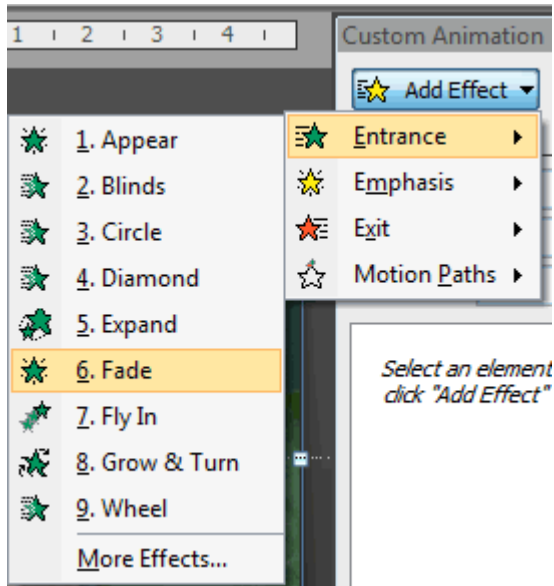 1 2 3 4
Custom Animation
Add Effect
Entrance
Emphasis
Exit
Motion Paths
1. Appear
2. Blinds
3. Circle
4. Diamond
5. Expand
6. Fade
7. Fly In
8. Grow & Turn
9. Wheel
More Effects...
Select an element
click "Add Effect"